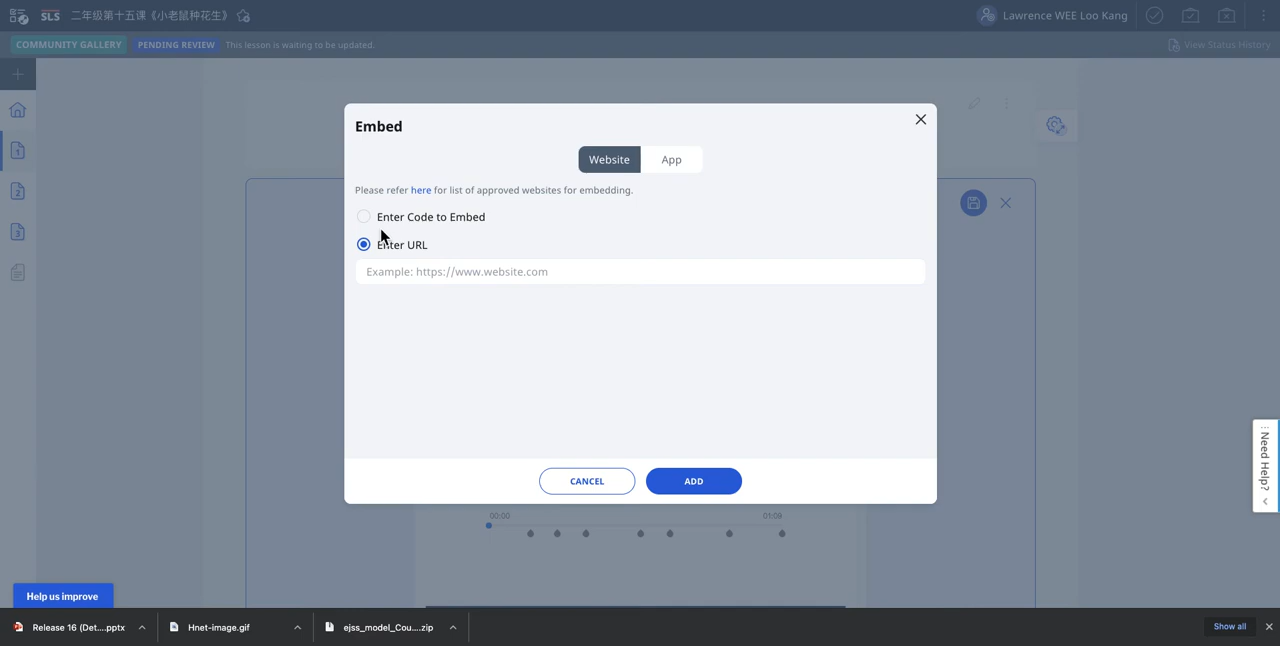 SLS 二年级第十五课《小老鼠种花生》 Lawrence WEE Loo Kang
COMMUNITY GALLERY PENDING REVIEW This lesson is waiting to be updated. View Status History
Embed
Website App
Please refer here for list of approved websites for embedding.
Enter Code to Embed
Enter URL
Example: https://www.website.com
CANCEL ADD
00:00 01:09
Need Help?
Help us improve
Release 16 (Det....pptx Hnet-image.gif ejss_model_Cou....zip Show all